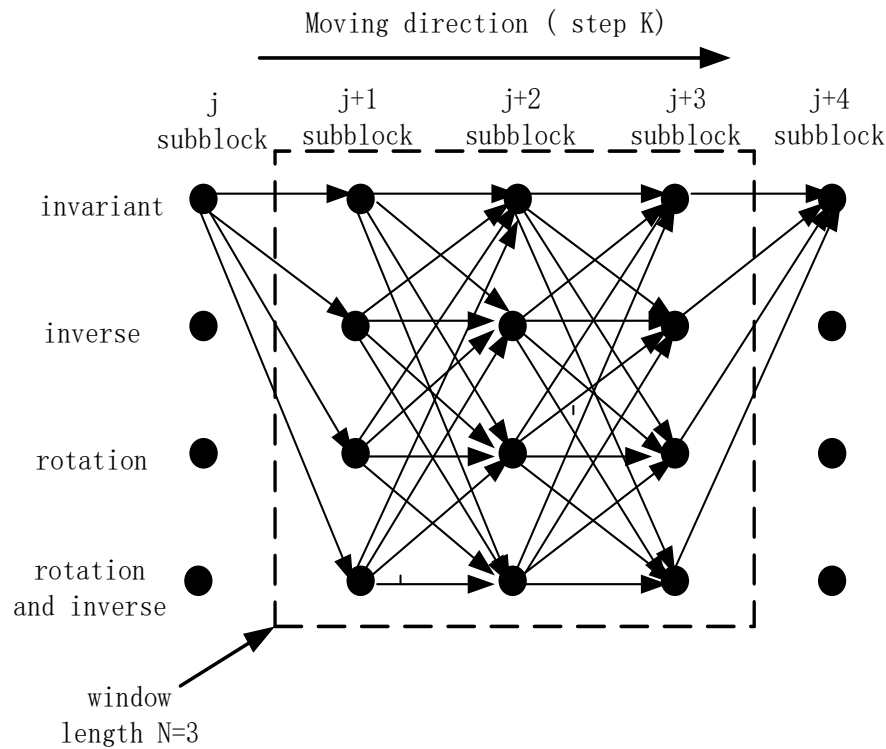 Moving direction ( step K)
j
subblock
j+1
subblock
j+2
subblock
j+3
subblock
j+4
subblock
invariant
inverse
rotation
rotation
and inverse
window
length N=3